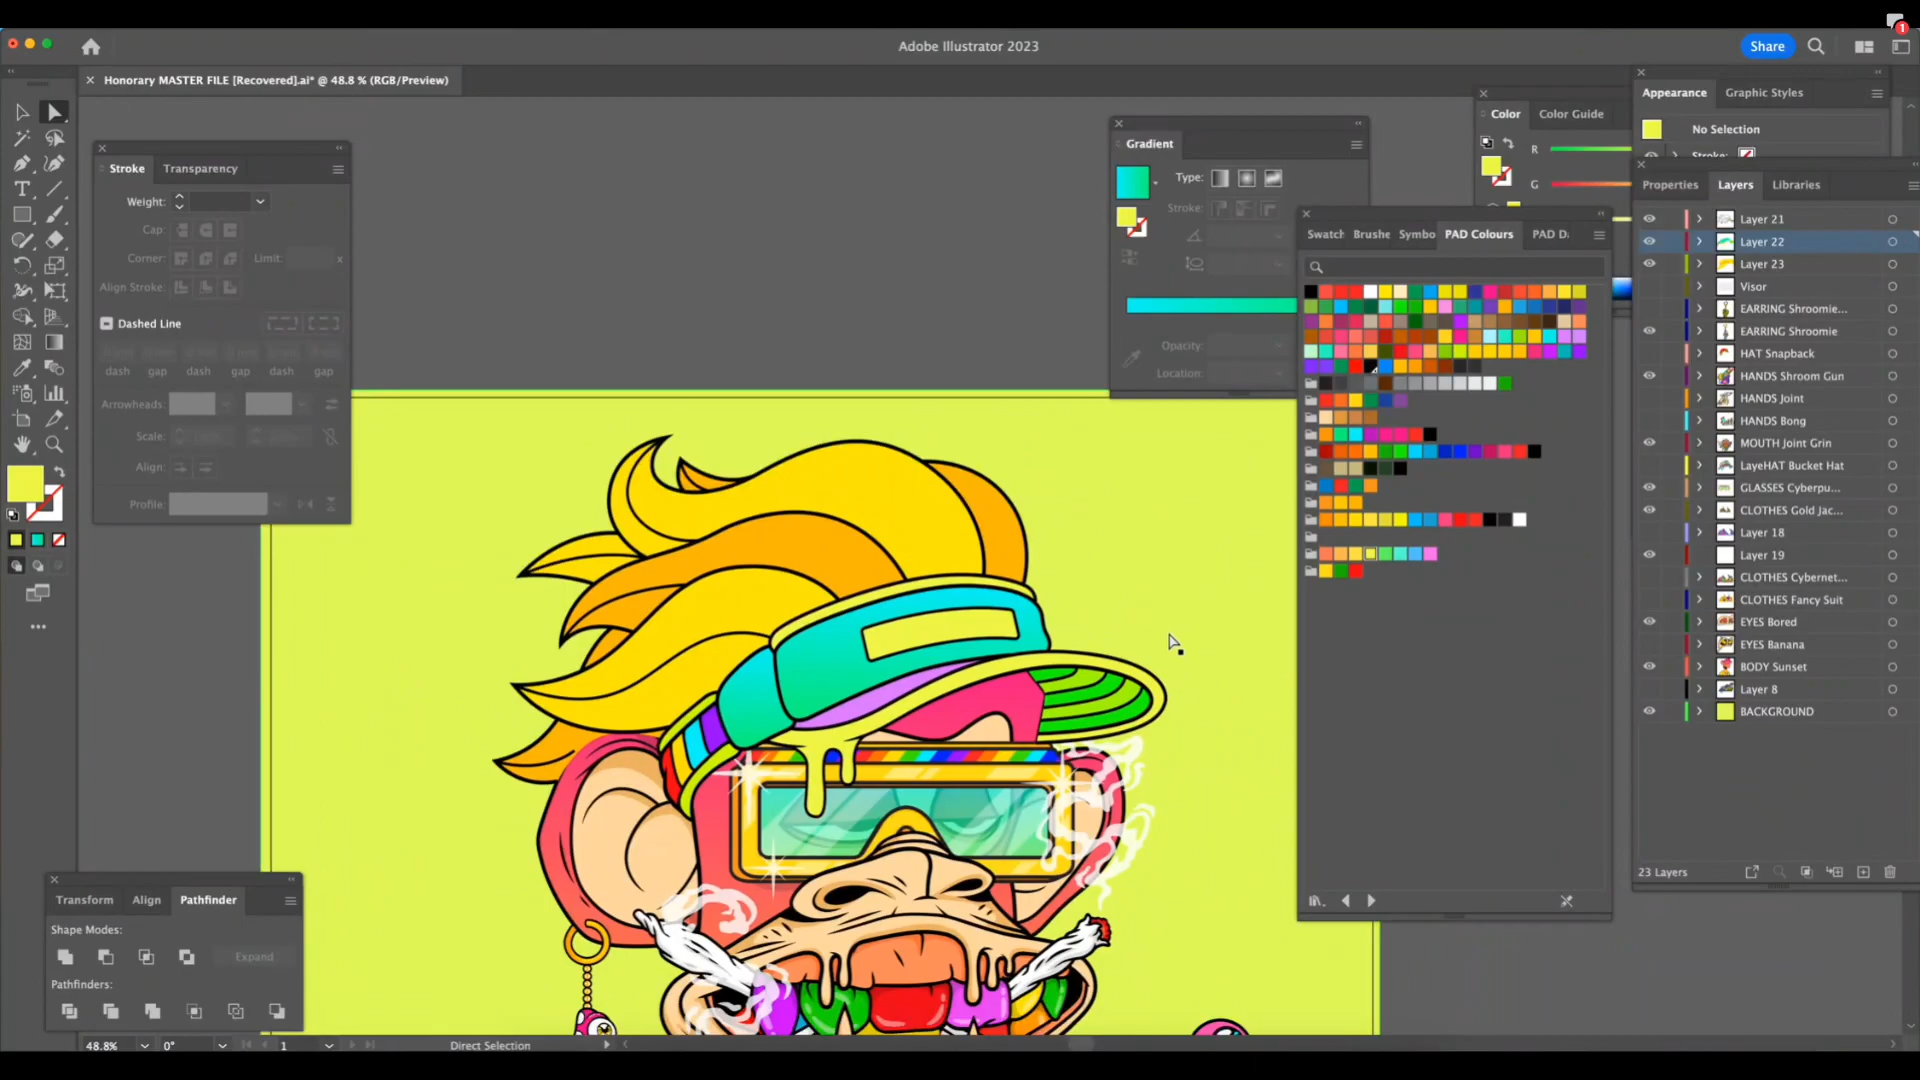 1
Adobe Illustrator 2023
Share
Honorary MASTER FILE [Recovered].ai* @ 48.8 % (RGB/Preview)
Stroke
Transparency
Weight:
Cap:
Corner:
Limit:
x
Align Stroke:
Dashed Line
dash gap dash gap dash gap
Arrowheads:
Scale:
Align:
Profile:
Gradient
Type:
Stroke:
Opacity:
Location:
Color
Color Guide
R
G
Appearance
Graphic Styles
No Selection
Stroke:
Swatch
Brushe
Symbo
PAD Colours
PAD D
Properties
Layers
Libraries
Layer 21
Layer 22
Layer 23
Visor
EARRING Shroomie...
EARRING Shroomie
HAT Snapback
HANDS Shroom Gun
HANDS Joint
HANDS Bong
MOUTH Joint Grin
LayeHAT Bucket Hat
GLASSES Cyberpu...
CLOTHES Gold Jac...
Layer 18
Layer 19
CLOTHES Cybernet...
CLOTHES Fancy Suit
EYES Bored
EYES Banana
BODY Sunset
Layer 8
BACKGROUND
23 Layers
Transform
Align
Pathfinder
Shape Modes:
Expand
Pathfinders:
48.8%
0°
1
Direct Selection